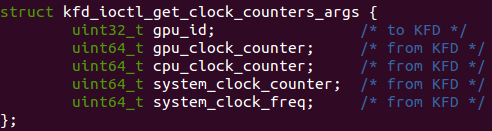 struct kfd_ioctl_get_clock_counters_args {
        uint32_t gpu_id;                /* to KFD */
        uint64_t gpu_clock_counter;     /* from KFD */
        uint64_t cpu_clock_counter;     /* from KFD */
        uint64_t system_clock_counter;  /* from KFD */
        uint64_t system_clock_freq;     /* from KFD */
};